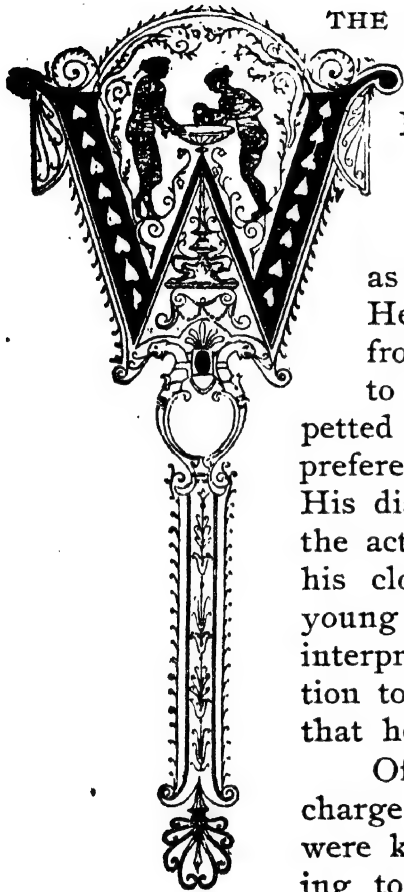 THE
W
as
He
fro
to
petted
prefere
His di
the act
his clo
young
interpr
tion to
that he
Of
charge
were k
ing to